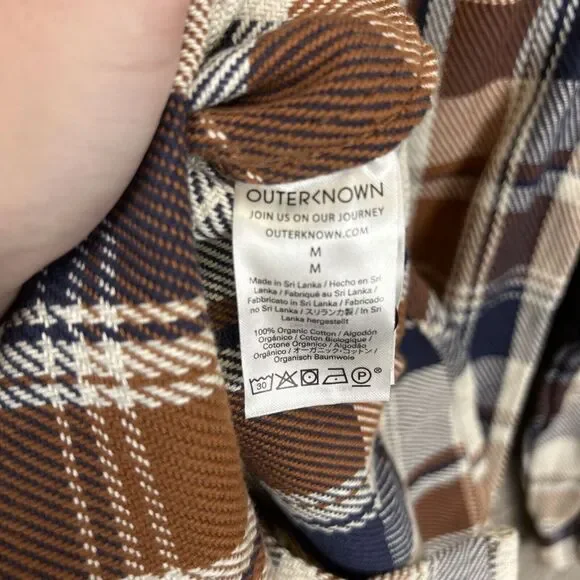 OUTERKNOWN
JOIN US ON OUR JOURNEY
OUTERKNOWN.COM
M
M
Made in Sri Lanka / Hecho en Sri
Lanka / Fabriqué au Sri Lanka /
Fabbricato in Sri Lanka / Fabricado
no Sri Lanka / スリランカ製 / In Sri
Lanka hergestellt
100% Organic Cotton / Algodón
Orgánico / Coton Biologique /
Cotone Organico / Algodão
Orgânico / オーガニック・コットン /
Organisch Baumwolle
30 P